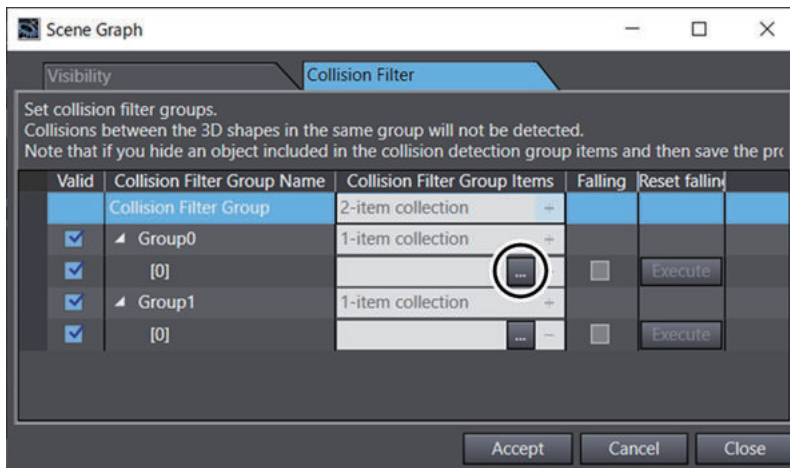 Scene Graph
Visibility
Collision Filter
Set collision filter groups.
Collisions between the 3D shapes in the same group will not be detected.
Note that if you hide an object included in the collision detection group items and then save the pro
Valid Collision Filter Group Name Collision Filter Group Items Falling Reset falling
Collision Filter Group 2-item collection +
Group0 1-item collection +
[0] ... Execute
Group1 1-item collection +
[0] ... – Execute
Accept Cancel Close